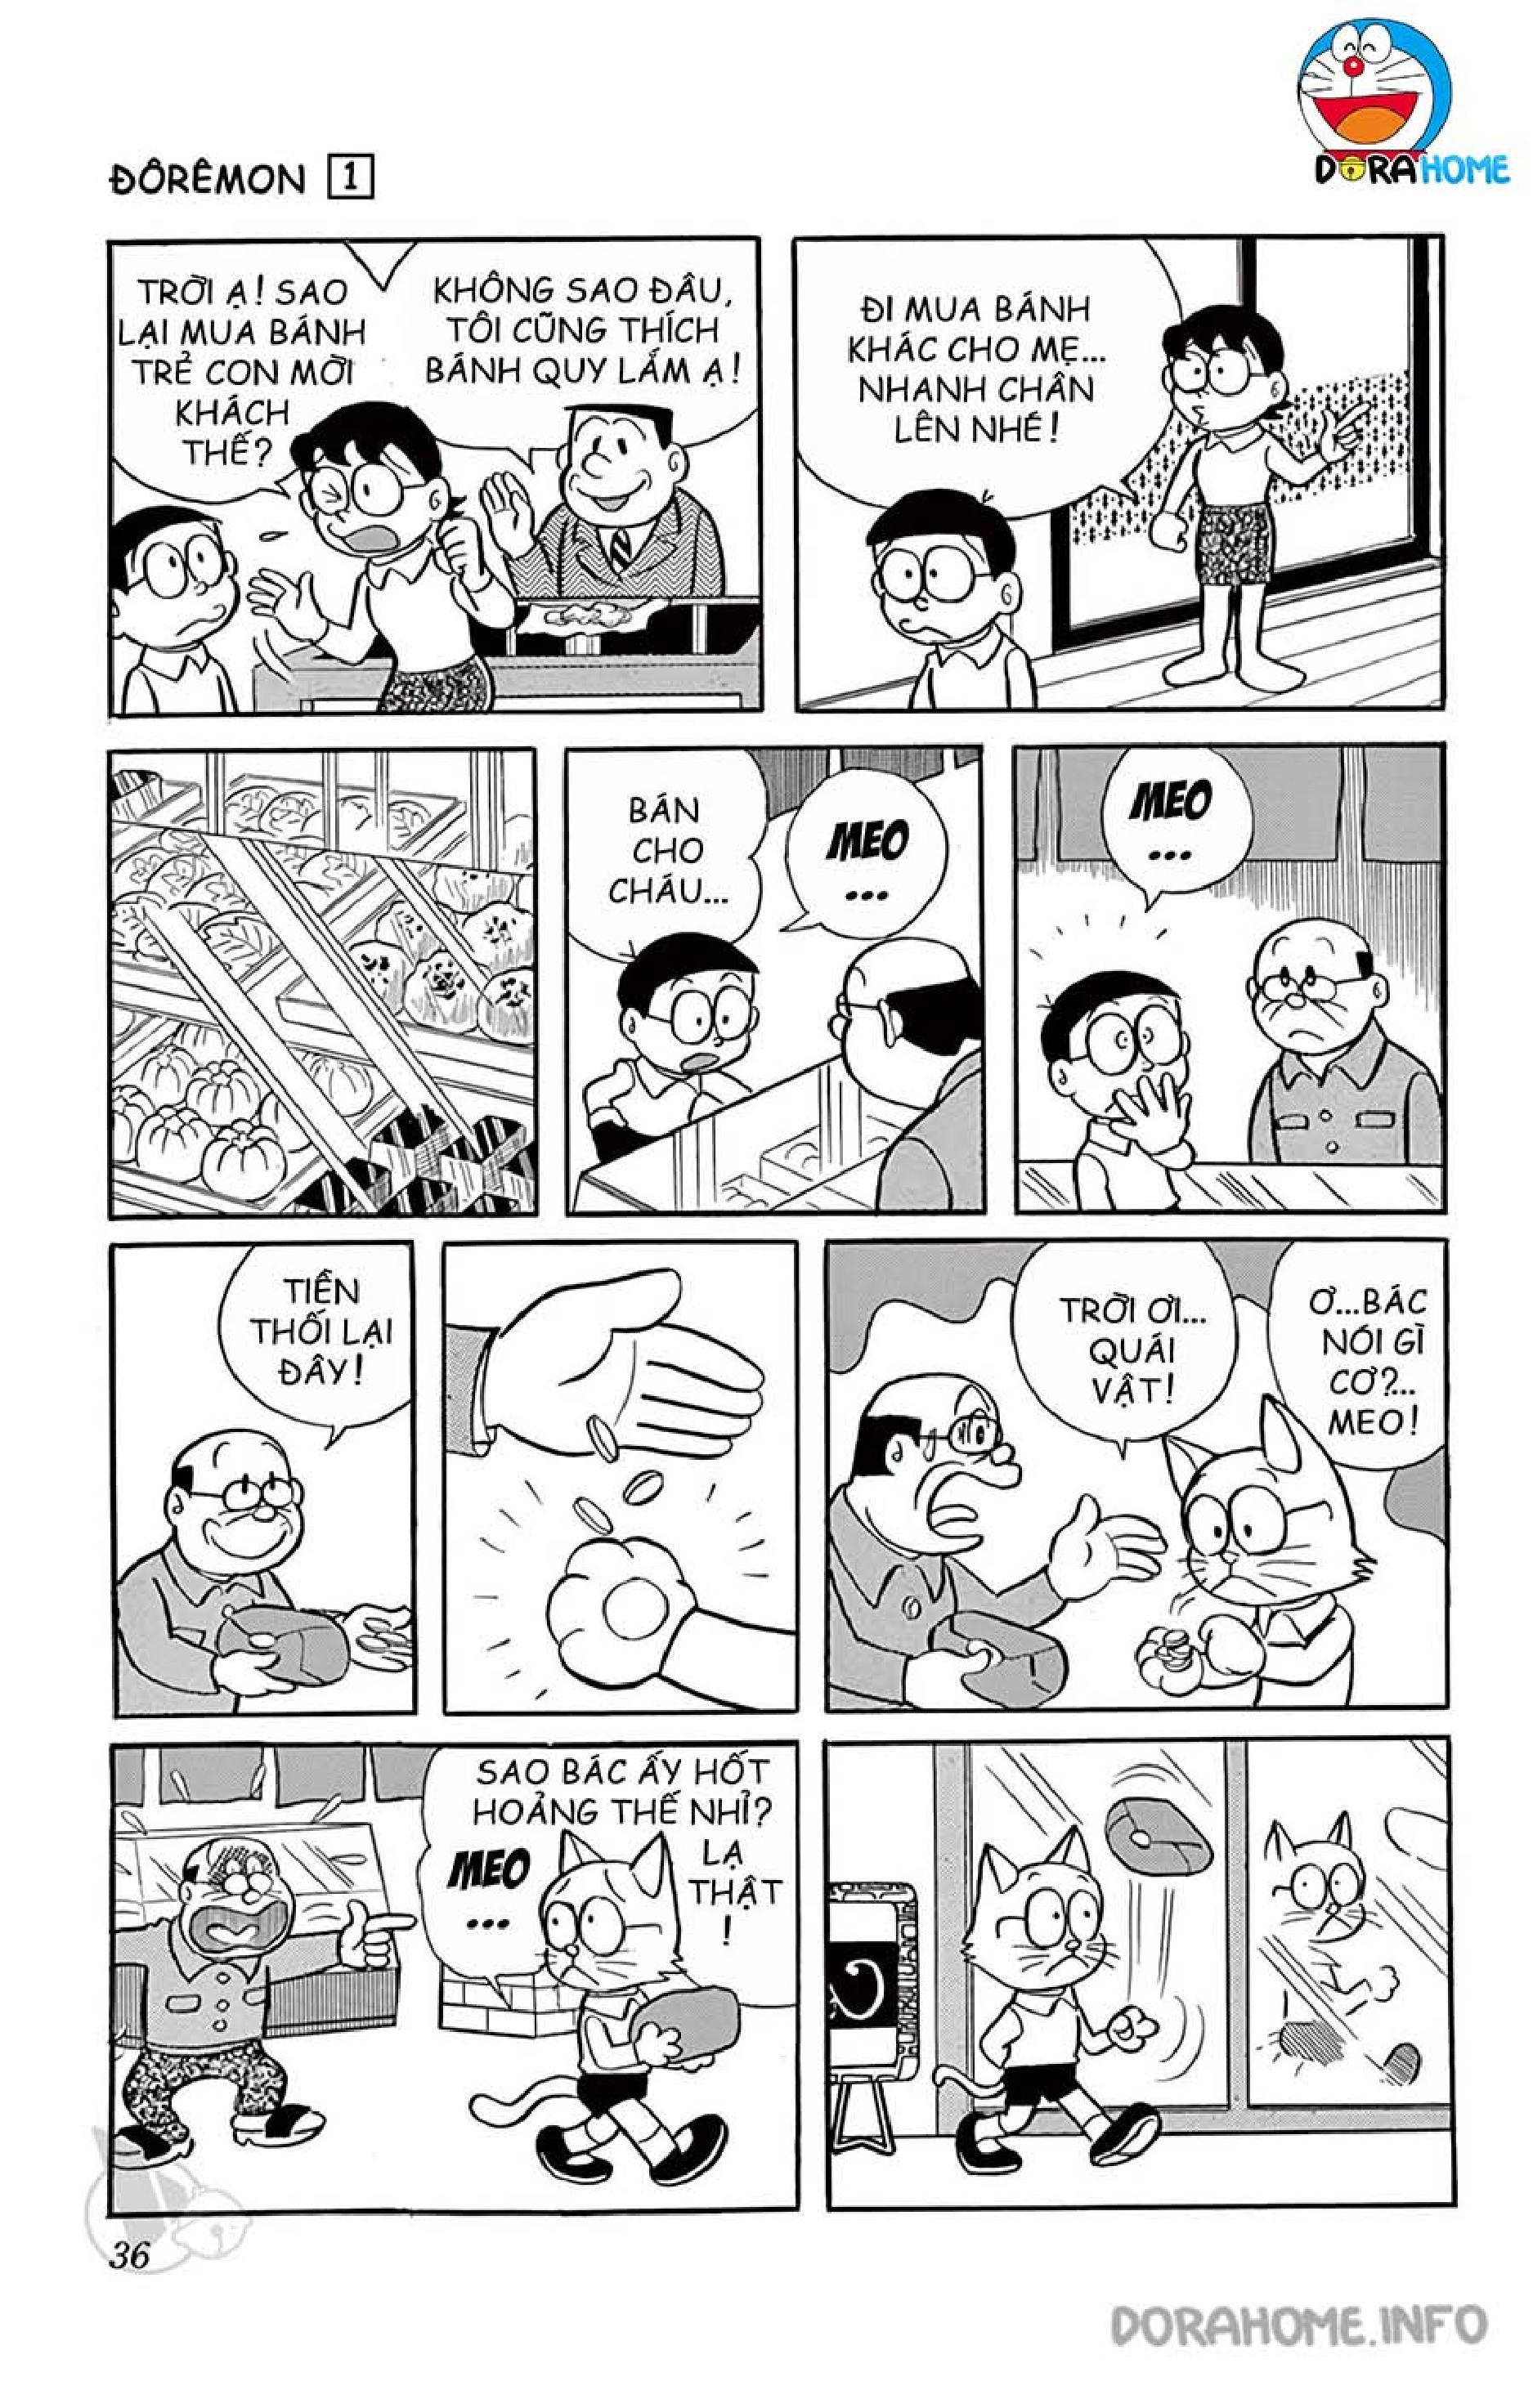 DORAHOME
ĐÔRÊMON 1
TRỜI Ạ! SAO
LẠI MUA BÁNH
TRẺ CON MỜI
KHÁCH
THẾ?
KHÔNG SAO ĐÂU,
TÔI CŨNG THÍCH
BÁNH QUY LẮM Ạ!
ĐI MUA BÁNH
KHÁC CHO MẸ...
NHANH CHÂN
LÊN NHÉ!
BÁN
CHO
CHÁU...
MEO
...
MEO
...
TIỀN
THỐI LẠI
ĐÂY!
TRỜI ƠI...
QUÁI
VẬT!
Ơ...BÁC
NÓI GÌ
CƠ?...
MEO!
SAO BÁC ẤY HỐT
HOẢNG THẾ NHỈ?
LẠ
THẬT
!
MEO
...
36
DORAHOME.INFO